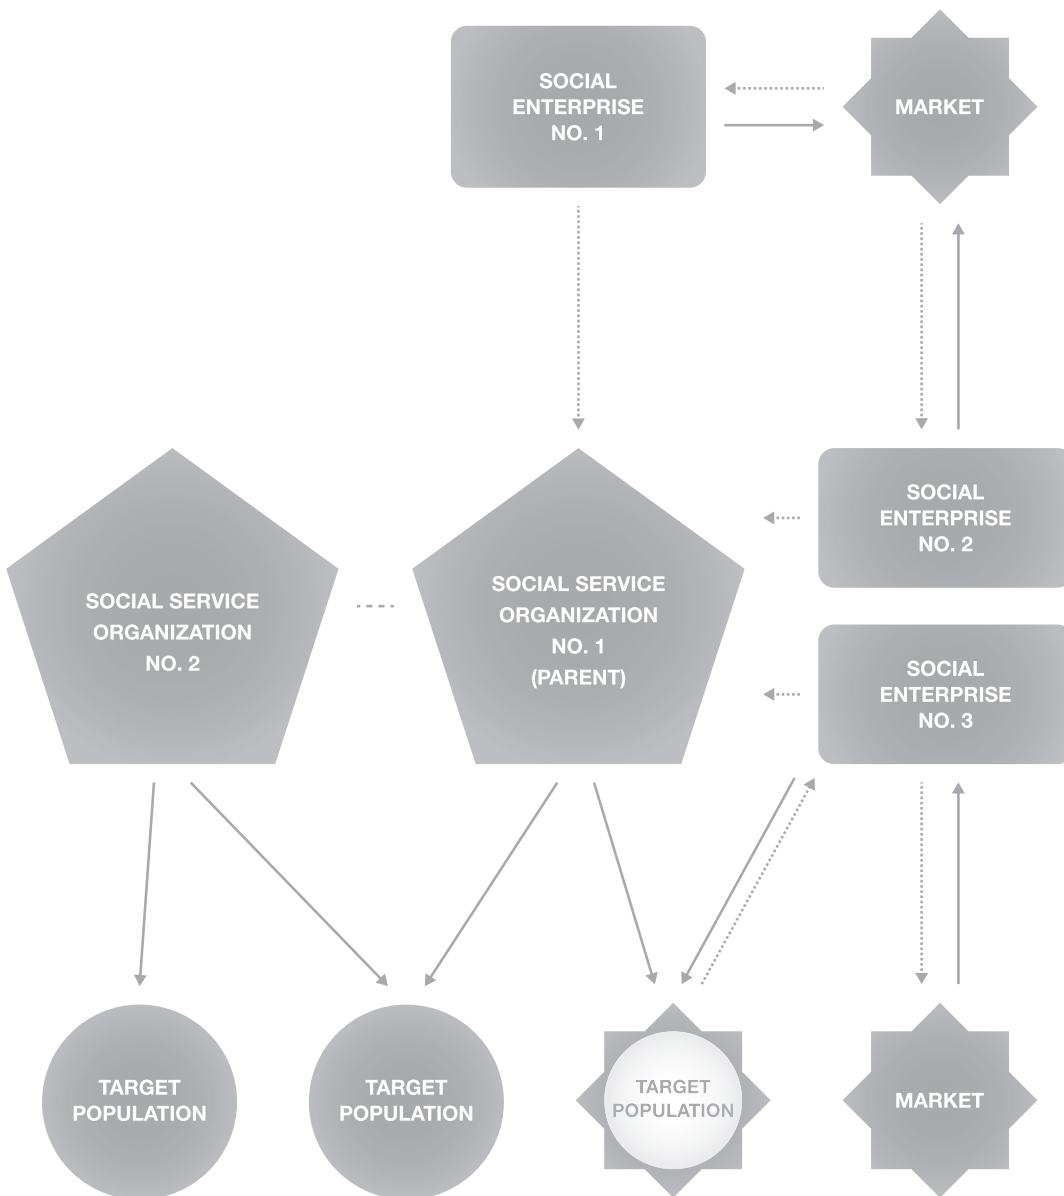 SOCIAL
ENTERPRISE
NO. 1
MARKET
SOCIAL SERVICE
ORGANIZATION
NO. 2
SOCIAL SERVICE
ORGANIZATION
NO. 1
(PARENT)
SOCIAL
ENTERPRISE
NO. 2
SOCIAL
ENTERPRISE
NO. 3
TARGET
POPULATION
TARGET
POPULATION
TARGET
POPULATION
MARKET